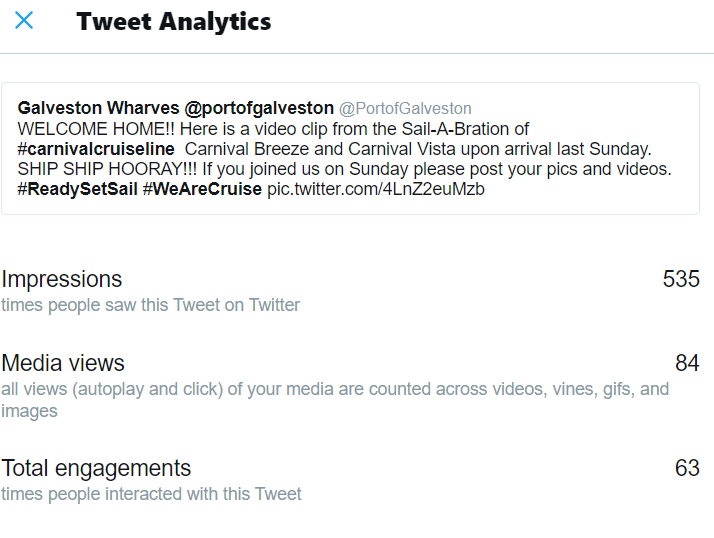 Tweet Analytics
Galveston Wharves @portofgalveston @PortofGalveston
WELCOME HOME!! Here is a video clip from the Sail-A-Bration of
#carnivalcruiseline Carnival Breeze and Carnival Vista upon arrival last Sunday.
SHIP SHIP HOORAY!!! If you joined us on Sunday please post your pics and videos.
#ReadySetSail #WeAreCruise pic.twitter.com/4LnZ2euMzb
Impressions 535
times people saw this Tweet on Twitter
Media views 84
all views (autoplay and click) of your media are counted across videos, vines, gifs, and
images
Total engagements 63
times people interacted with this Tweet